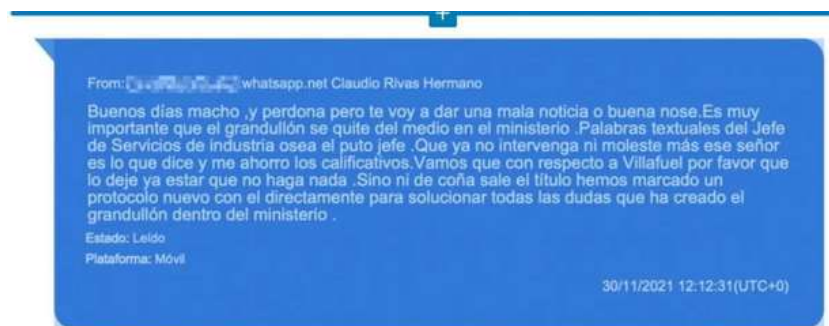 From: whatsapp.net Claudio Rivas Hermano
Buenos días macho ,y perdona pero te voy a dar una mala noticia o buena nose.Es muy
importante que el grandullón se quite del medio en el ministerio .Palabras textuales del Jefe
de Servicios de industria osea el puto jefe .Que ya no intervenga ni moleste más ese señor
es lo que dice y me ahorro los calificativos.Vamos que con respecto a Villafuel por favor que
lo deje ya estar que no haga nada .Sino ni de coña sale el título hemos marcado un
protocolo nuevo con el directamente para solucionar todas las dudas que ha creado el
grandullón dentro del ministerio .
Estado: Leído
Plataforma: Móvil
30/11/2021 12:12:31(UTC+0)